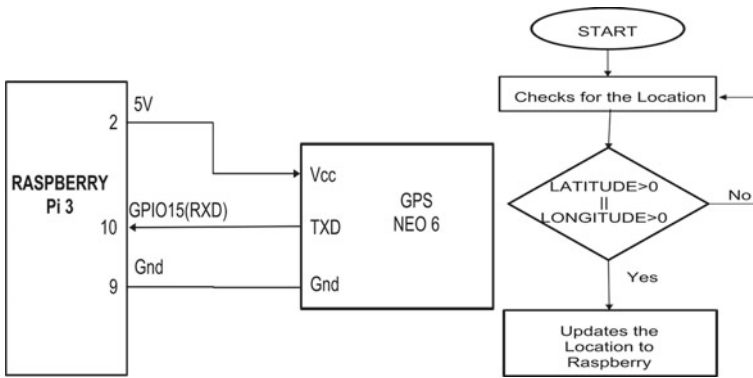 RASPBERRY
Pi 3
2
10
9
5V
GPIO15(RXD)
Gnd
Vcc
TXD
Gnd
GPS
NEO 6
START
Checks for the Location
LATITUDE>0
||
LONGITUDE>0
No
Yes
Updates the
Location to
Raspberry